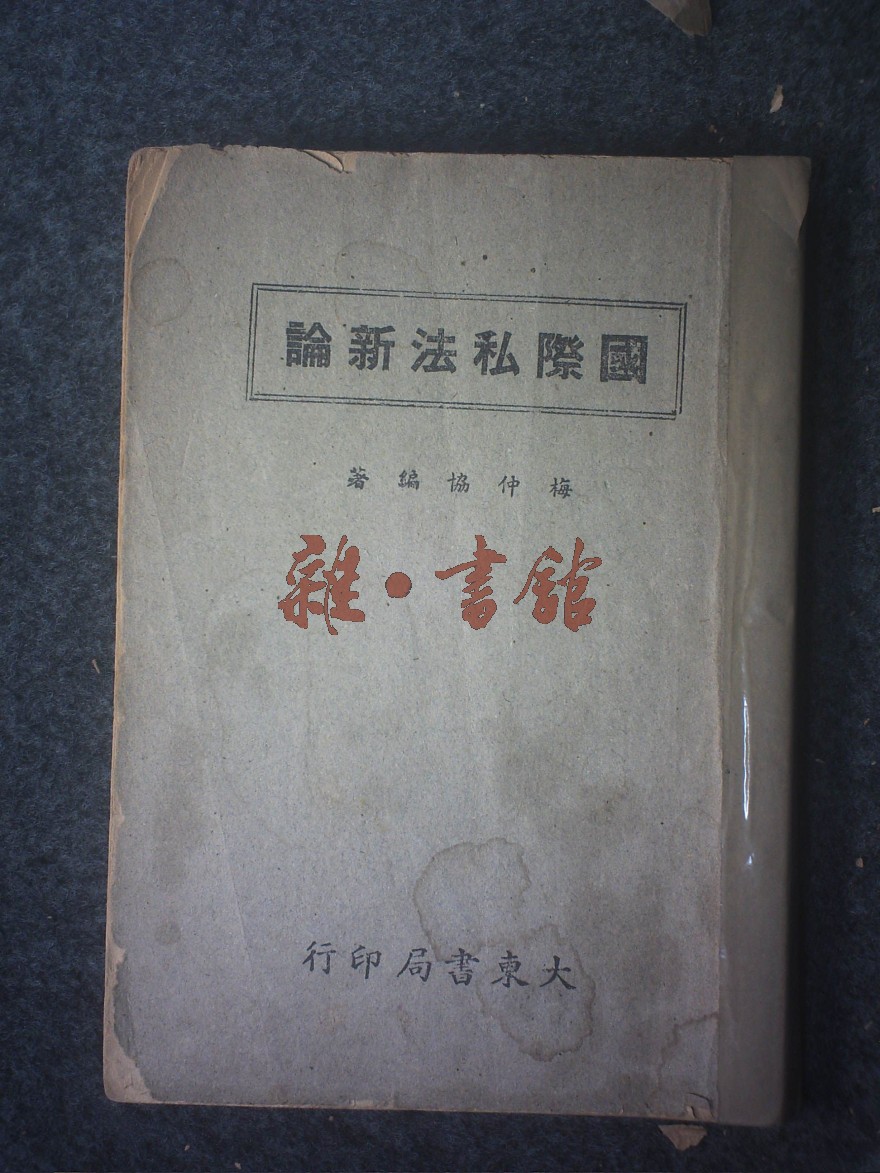 國際私法新論
梅仲協編著
雜·書館
大東書局印行